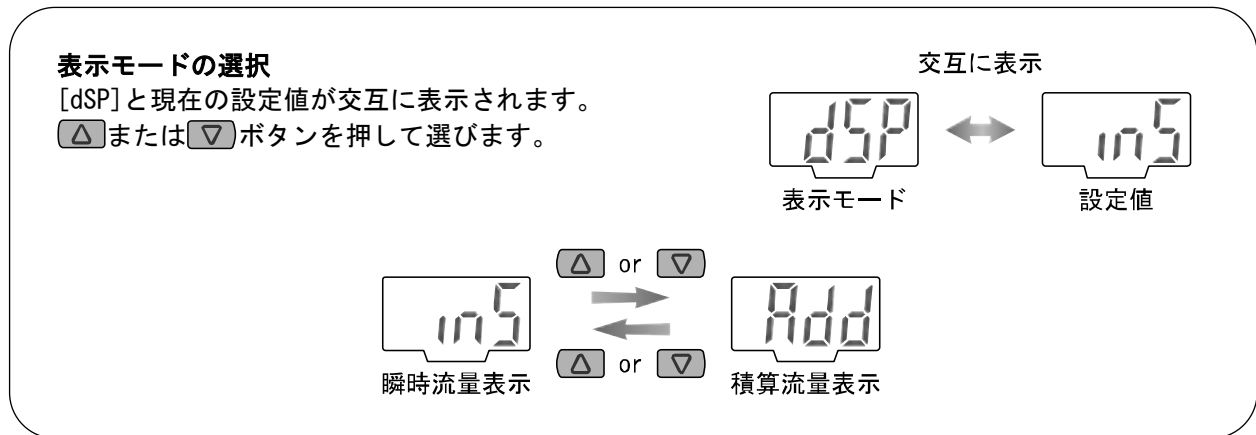 表示モードの選択
[dSP]と現在の設定値が交互に表示されます。
△または▽ボタンを押して選びます。
交互に表示
dSP inS
表示モード 設定値
△ or ▽
inS Add
△ or ▽
瞬時流量表示 積算流量表示